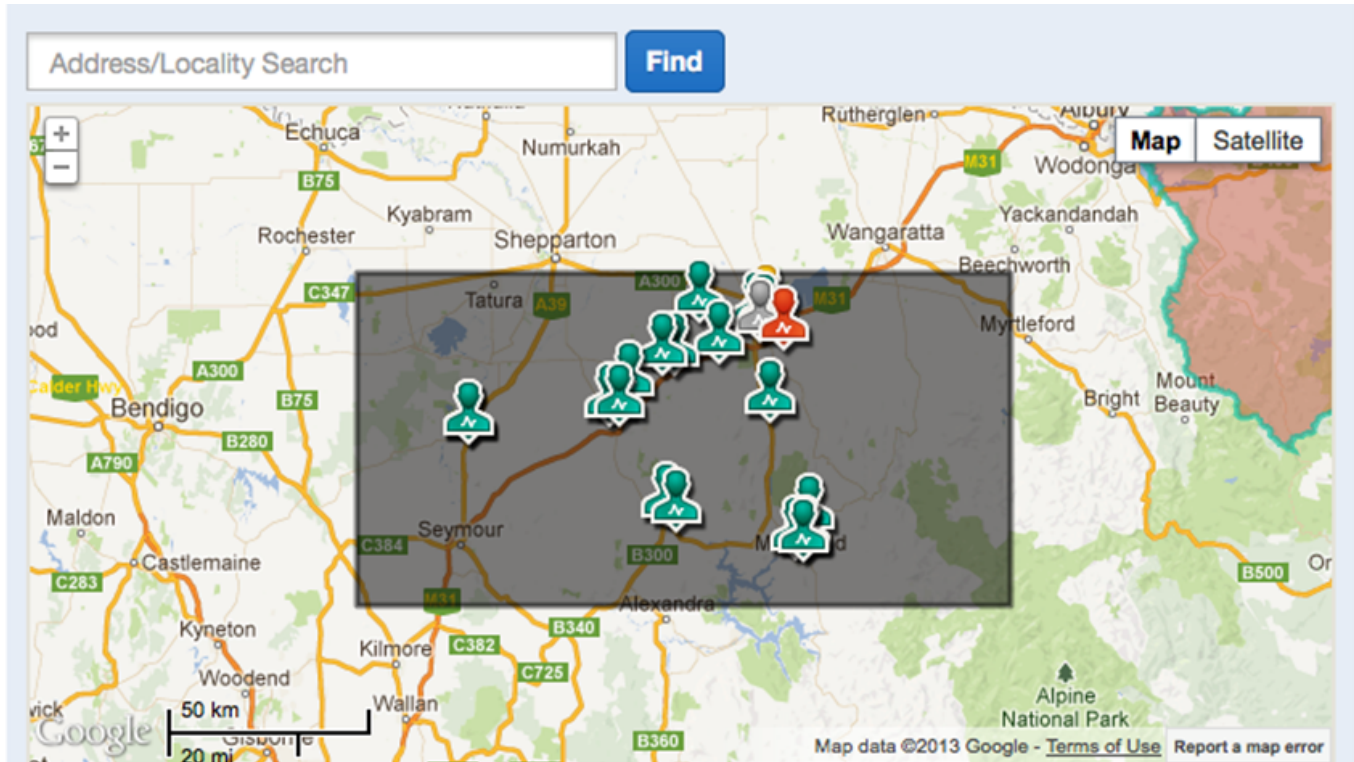 Address/Locality Search
Find
Rutherglen
Albury
Map
Satellite
Echuca
Numurkah
M31
Wodonga
B75
Kyabram
Yackandandah
Rochester
Shepparton
Wangaratta
Beechworth
C347
Tatura
A39
A300
M31
Myrtleford
A300
Calder Hwy
B75
Mount
Beauty
Bright
Bendigo
B280
A790
Maldon
Seymour
C384
B300
Castlemaine
C283
B500
M31
Alexandra
Kyneton
B340
Kilmore
C382
C725
Woodend
Alpine
National Park
Wallan
50 km
Google
Gisborne
20 mi
B360
Map data ©2013 Google - Terms of Use
Report a map error